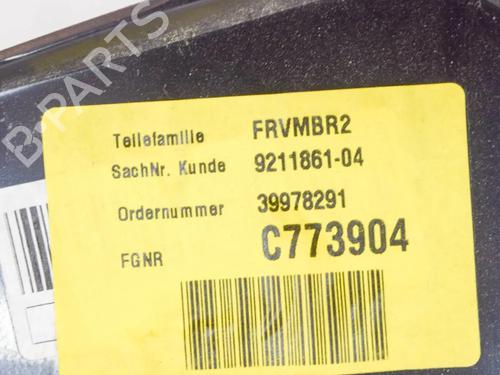 B-PARTS
Teilefamilie FRVMBR2
SachNr. Kunde 9211861-04
Ordernummer 39978291
FGNR C773904